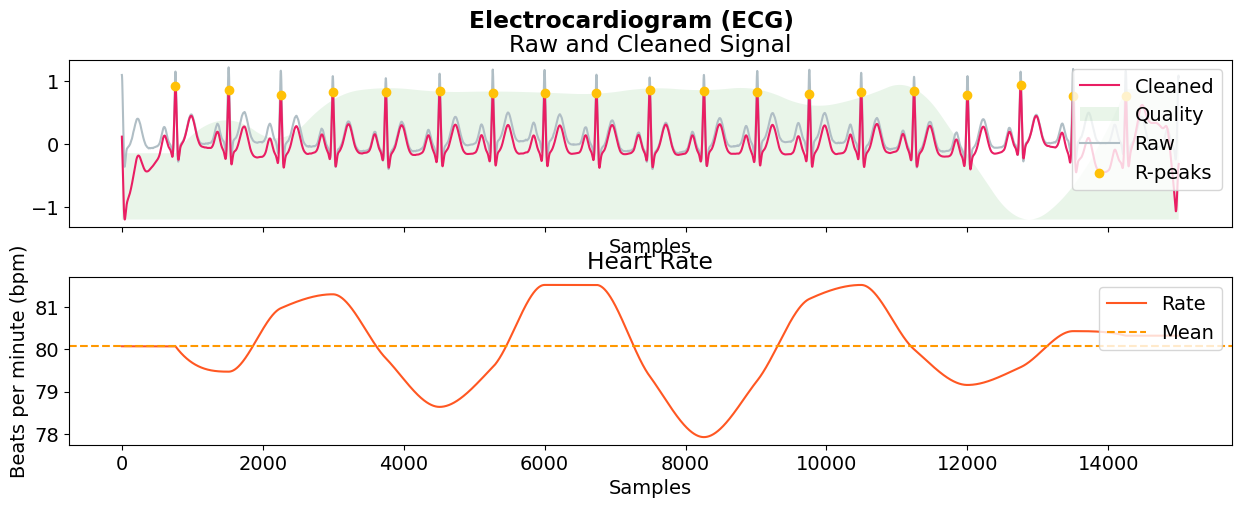 Electrocardiogram (ECG)
Raw and Cleaned Signal
1
0
−1
Cleaned
Quality
Raw
R-peaks
Samples
Heart Rate
Beats per minute (bpm)
81
80
79
78
Rate
Mean
0 2000 4000 6000 8000 10000 12000 14000
Samples